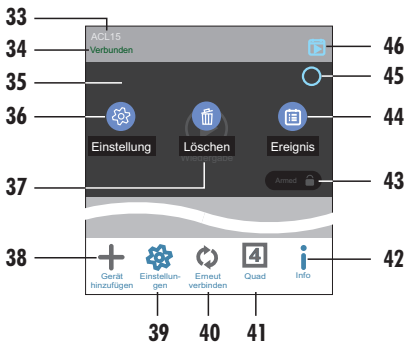 33
ACL15
34
Verbunden
46
35
45
36
44
Einstellung
Löschen
Ereignis
Wiedergabe
37
Armed
43
38
Gerät
hinzufügen
Einstellun-
gen
Erneut
verbinden
4
Quad
Info
42
39
40
41